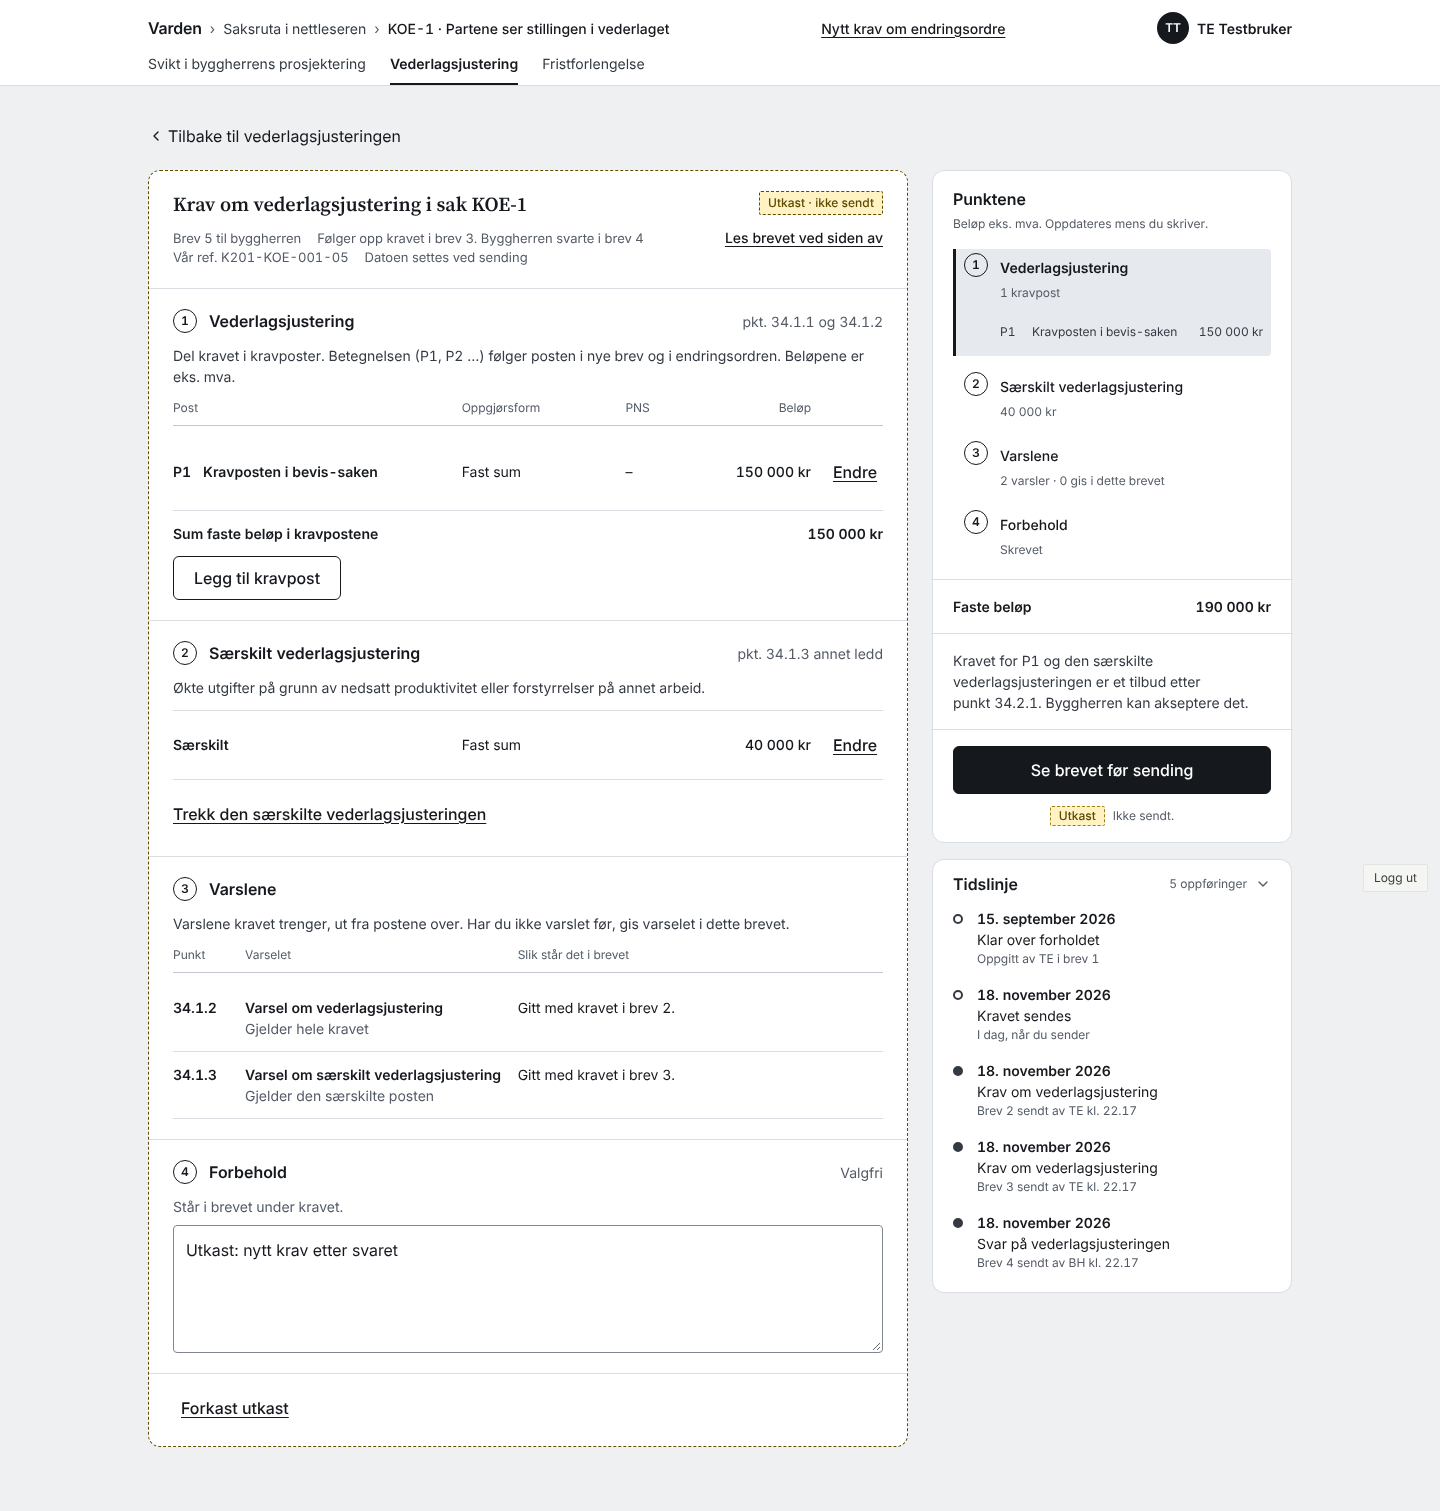 Varden › Saksruta i nettleseren › KOE-1 · Partene ser stillingen i vederlaget
Nytt krav om endringsordre
TT TE Testbruker
Svikt i byggherrens prosjektering Vederlagsjustering Fristforlengelse
‹ Tilbake til vederlagsjusteringen
Krav om vederlagsjustering i sak KOE-1
Utkast · ikke sendt
Brev 5 til byggherren Følger opp kravet i brev 3. Byggherren svarte i brev 4
Les brevet ved siden av
Vår ref. K201-KOE-001-05 Datoen settes ved sending
1 Vederlagsjustering pkt. 34.1.1 og 34.1.2
Del kravet i kravposter. Betegnelsen (P1, P2 …) følger posten i nye brev og i endringsordren. Beløpene er
eks. mva.
Post Oppgjørsform PNS Beløp
P1 Kravposten i bevis-saken Fast sum – 150 000 kr Endre
Sum faste beløp i kravpostene 150 000 kr
Legg til kravpost
2 Særskilt vederlagsjustering pkt. 34.1.3 annet ledd
Økte utgifter på grunn av nedsatt produktivitet eller forstyrrelser på annet arbeid.
Særskilt Fast sum 40 000 kr Endre
Trekk den særskilte vederlagsjusteringen
3 Varslene
Varslene kravet trenger, ut fra postene over. Har du ikke varslet før, gis varselet i dette brevet.
Punkt Varselet Slik står det i brevet
34.1.2 Varsel om vederlagsjustering Gitt med kravet i brev 2.
Gjelder hele kravet
34.1.3 Varsel om særskilt vederlagsjustering Gitt med kravet i brev 3.
Gjelder den særskilte posten
4 Forbehold Valgfri
Står i brevet under kravet.
Utkast: nytt krav etter svaret
Forkast utkast
Punktene
Beløp eks. mva. Oppdateres mens du skriver.
1 Vederlagsjustering
1 kravpost
P1 Kravposten i bevis-saken 150 000 kr
2 Særskilt vederlagsjustering
40 000 kr
3 Varslene
2 varsler · 0 gis i dette brevet
4 Forbehold
Skrevet
Faste beløp 190 000 kr
Kravet for P1 og den særskilte
vederlagsjusteringen er et tilbud etter
punkt 34.2.1. Byggherren kan akseptere det.
Se brevet før sending
Utkast Ikke sendt.
Tidslinje 5 oppføringer
15. september 2026
Klar over forholdet
Oppgitt av TE i brev 1
18. november 2026
Kravet sendes
I dag, når du sender
18. november 2026
Krav om vederlagsjustering
Brev 2 sendt av TE kl. 22.17
18. november 2026
Krav om vederlagsjustering
Brev 3 sendt av TE kl. 22.17
18. november 2026
Svar på vederlagsjusteringen
Brev 4 sendt av BH kl. 22.17
Logg ut